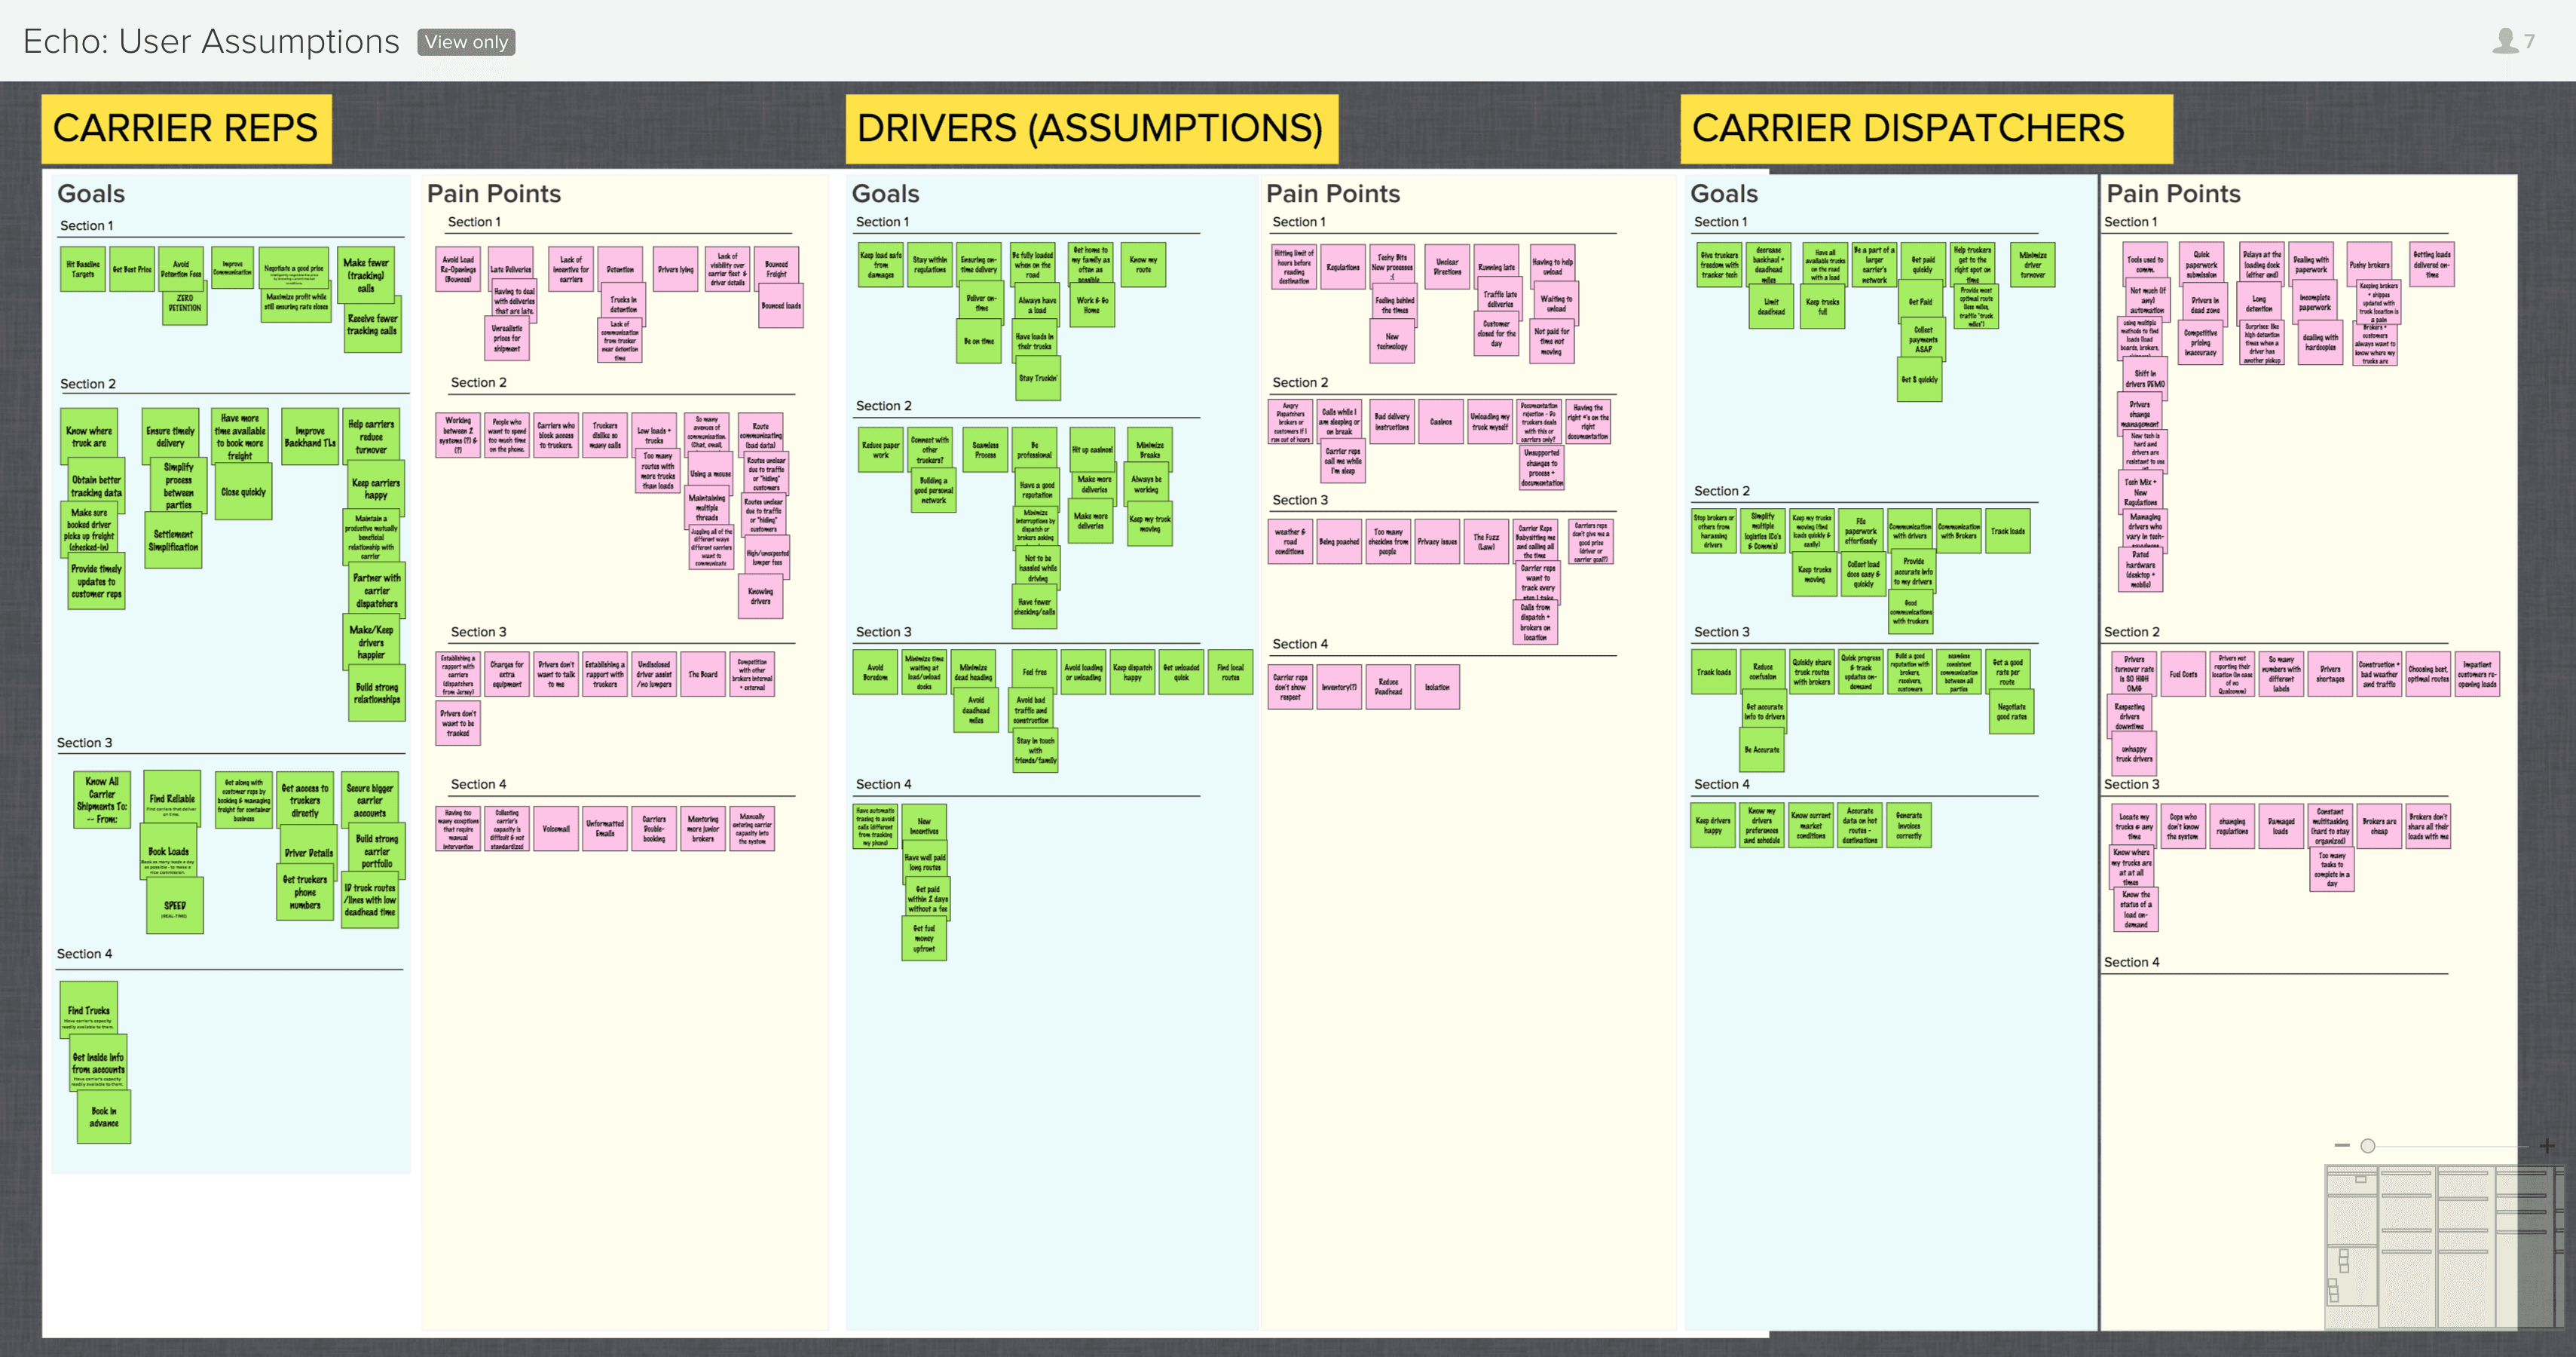 Echo: User Assumptions
View only
7
CARRIER REPS
DRIVERS (ASSUMPTIONS)
CARRIER DISPATCHERS
Goals
Section 1
Hit Baseline
Targets
Get Best Price
Avoid
Detention Fees
ZERO
DETENTION
Improve
Communication
Negotiate a good price
Maximize profit while
still ensuring rate closes
Make fewer
(tracking)
calls
Receive fewer
tracking calls
Section 2
Know where
truck are
Obtain better
tracking data
Make sure
booked driver
picks up freight
(checked-in)
Provide timely
updates to
customer reps
Ensure timely
delivery
Simplify
process
between
parties
Settlement
Simplification
Have more
time available
to book more
freight
Close quickly
Improve
Backhand TLs
Help carriers
reduce
turnover
Keep carriers
happy
Maintain a
productive mutually
beneficial
relationship with
carrier
Partner with
carrier
dispatchers
Make/Keep
drivers
happier
Build strong
relationships
Section 3
Know All
Carrier
Shipments To:
-- From:
Find Reliable
Find carriers that deliver
on time.
Book Loads
Book as many loads a day
as possible - to make a
nice commission.
SPEED
(REAL-TIME)
Get along with
customer reps by
booking & managing
freight for container
business
Get access to
truckers
directly
Driver Details
Get truckers
phone
numbers
Secure bigger
carrier
accounts
Build strong
carrier
portfolio
ID truck routes
/lines with low
deadhead time
Section 4
Find Trucks
Have carrier's capacity
readily available to them.
Get inside info
from accounts
Have carrier's capacity
readily available to them.
Book in
advance
Pain Points
Section 1
Avoid Load
Re-Openings
(Bounces)
Late Deliveries
Having to deal
with deliveries
that are late.
Unrealistic
prices for
shipment
Lack of
incentive for
carriers
Detention
Trucks in
Detention
Lack of
communication
from trucker
near detention
time
Drivers lying
Lack of
visibility over
carrier fleet &
driver details
Bounced
Freight
Bounced loads
Section 2
Working
between 2
systems (?) &
(?)
People who
want to spend
too much time
on the phone.
Carriers who
block access
to truckers.
Truckers
dislike so
many calls
Low loads +
trucks
Too many
routes with
more trucks
than loads
So many
avenues of
communication.
(Chat, email,
Using a mouse
Maintaining
multiple
threads
Juggling all of the
different ways
different carriers
want to
communicate
Route
communicating
(bad data)
Routes unclear
due to traffic
or "hiding"
customers
Routes unclear
due to traffic
or "hiding"
customers
High/unexpected
lumper fees
Knowing
drivers
Section 3
Establishing a
rapport with
carriers
(dispatchers
from Jersey)
Drivers don't
want to be
tracked
Charges for
extra
equipment
Drivers don't
want to talk
to me
Establishing a
rapport with
truckers
Undisclosed
driver assist
/no lumpers
The Board
Competition
with other
brokers internal
+ external
Section 4
Having too
many exceptions
that require
manual
intervention
Collecting
carrier's
capacity is
difficult & not
standardized
Voicemail
Unformatted
Emails
Carriers
Double-
booking
Mentoring
more junior
brokers
Manually
entering carrier
capacity into
the system
Goals
Section 1
Keep load safe
from
damages
Stay within
regulations
Ensuring on-
time delivery
Deliver on-
time
Be on time
Be fully loaded
when on the
road
Always have
a load
Have loads in
their trucks
Stay Truckin'
Get home to
my family as
often as
possible
Work & Go
Home
Know my
route
Section 2
Reduce paper
work
Connect with
other
truckers?
Building a
good personal
network
Seamless
Process
Be
professional
Have a good
reputation
Minimize
interruptions by
dispatch or
brokers asking
Not to be
hassled while
driving
Have fewer
checking/calls
Hit up casinos!
Make more
deliveries
Make more
deliveries
Minimize
Breaks
Always be
working
Keep my truck
moving
Section 3
Avoid
Boredom
Minimize time
waiting at
load/unload
docks
Minimize
dead heading
Avoid
deadhead
miles
Feel free
Avoid bad
traffic and
construction
Stay in touch
with
friends/family
Avoid loading
or unloading
Keep dispatch
happy
Get unloaded
quick
Find local
routes
Section 4
Have automatic
tracking to avoid
calls (different
from tracking
my phone)
New
Incentives
Have well paid
long routes
Get paid
within 2 days
without a fee
Get fuel
money
upfront
Pain Points
Section 1
Hitting limit of
hours before
reading
destination
Regulations
Techy Bits
New processes
:(
Feeling behind
the times
New
technology
Unclear
Directions
Running late
Traffic late
deliveries
Customer
closed for the
day
Having to help
unload
Waiting to
unload
Not paid for
time not
moving
Section 2
Angry
Dispatchers
brokers or
customers if I
run out of hours
Calls while I
am sleeping or
on break
Carrier reps
call me while
I'm sleep
Bad delivery
Instructions
Casinos
Unloading my
truck myself
Documentation
rejection - Do
truckers deals
with this or
carriers only?
Unsupported
changes to
process +
documentation
Having the
right #'s on the
right
documentation
Section 3
weather &
road
conditions
Being poached
Too many
checkins from
people
Privacy issues
The Fuzz
(Law)
Carrier Reps
Babysitting me
and calling all
the time
Carrier reps
want to
track every
step I take
Calls from
dispatch +
brokers on
location
Carriers reps
don't give me a
good price
(driver or
carrier goal?)
Section 4
Carrier reps
don't show
respect
Inventory(?)
Reduce
Deadhead
Isolation
Goals
Section 1
Give truckers
freedom with
tracker tech
decrease
backhaul +
deadhead
miles
Limit
deadhead
Have all
available trucks
on the road
with a load
Keep trucks
full
Be a part of a
larger
carrier's
network
Get paid
quickly
Get Paid
Collect
payments
ASAP
Get $ quickly
Help truckers
get to the
right spot on
time
Provide most
optimal route
(less miles,
traffic "truck
miles")
Minimize
driver
turnover
Section 2
Stop brokers or
others from
harassing
drivers
Simplify
multiple
logistics (Co's
& Comm's)
Keep my trucks
moving (find
loads quickly &
easily)
Keep trucks
moving
File
paperwork
effortlessly
Collect load
docs easy &
quickly
Communication
with drivers
Provide
accurate info
to my drivers
Good
communications
with truckers
Communication
with Brokers
Track loads
Section 3
Track loads
Reduce
confusion
Get accurate
info to drivers
Be Accurate
Quickly share
truck routes
with brokers
Quick progress
& track
updates on-
demand
Build a good
reputation with
brokers,
receivers,
customers
seamless
consistent
communication
between all
parties
Get a good
rate per
route
Negotiate
good rates
Section 4
Keep drivers
happy
Know my
drivers
preferences
and schedule
Know current
market
conditions
Accurate
data on hot
routes -
destinations
Generate
Invoices
correctly
Pain Points
Section 1
Tools used to
comm.
Not much (if
any)
automation
using multiple
methods to find
loads (load
boards, brokers,
Shift in
drivers DEMO
Drivers
change
management
New tech is
hard and
drivers are
resistant to use
Tech Mix +
New
Regulations
Managing
drivers who
vary in tech-
Dated
hardware
(desktop +
mobile)
Quick
paperwork
submission
Drivers in
dead zone
Competitive
pricing
inaccuracy
Delays at the
loading dock
(either end)
Long
detention
Surprises: like
high detention
times when a
driver has
another pickup
Dealing with
paperwork
Incomplete
paperwork
dealing with
hardcopies
Pushy brokers
Keeping brokers
+ shipps
updated with
truck location is
a pain
Brokers +
customers
always want to
know where my
trucks are
Getting loads
delivered on-
time
Section 2
Drivers
turnover rate
is SO HIGH
OMG
Respecting
drivers
downtime
unhappy
truck drivers
Fuel Costs
Drivers not
reporting their
location (in case
of no
Qualcomm)
So many
numbers with
different
labels
Drivers
shortages
Construction +
bad weather
and traffic
Choosing best,
optimal routes
Impatient
customers re-
opening loads
Section 3
Locate my
trucks @ any
time
Know where
my trucks are
at at all
times
Know the
status of a
load on-
demand
Cops who
don't know
the system
changing
regulations
Damaged
loads
Constant
multitasking
(hard to stay
organized)
Too many
tasks to
complete in a
day
Brokers are
cheap
Brokers don't
share all their
loads with me
Section 4